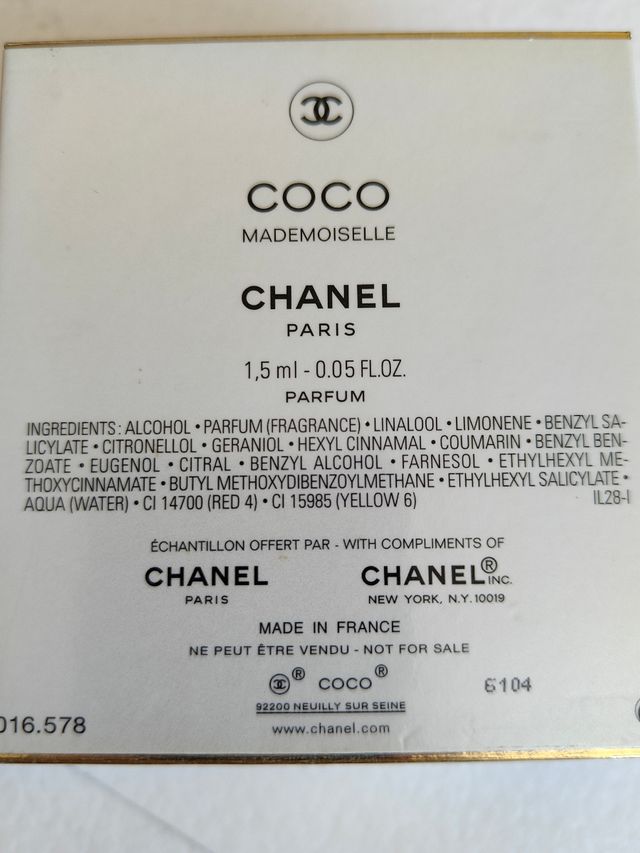 COCO
MADEMOISELLE
CHANEL
PARIS
1,5 ml - 0.05 FL.OZ.
PARFUM
INGREDIENTS : ALCOHOL • PARFUM (FRAGRANCE) • LINALOOL • LIMONENE • BENZYL SA-
LICYLATE • CITRONELLOL • GERANIOL • HEXYL CINNAMAL • COUMARIN • BENZYL BEN-
ZOATE • EUGENOL • CITRAL • BENZYL ALCOHOL • FARNESOL • ETHYLHEXYL ME-
THOXYCINNAMATE • BUTYL METHOXYDIBENZOYLMETHANE • ETHYLHEXYL SALICYLATE •
AQUA (WATER) • CI 14700 (RED 4) • CI 15985 (YELLOW 6) IL28-I
ÉCHANTILLON OFFERT PAR - WITH COMPLIMENTS OF
CHANEL CHANEL® INC.
PARIS NEW YORK, N.Y. 10019
MADE IN FRANCE
NE PEUT ÊTRE VENDU - NOT FOR SALE
® COCO® 6104
92200 NEUILLY SUR SEINE
016.578 www.chanel.com